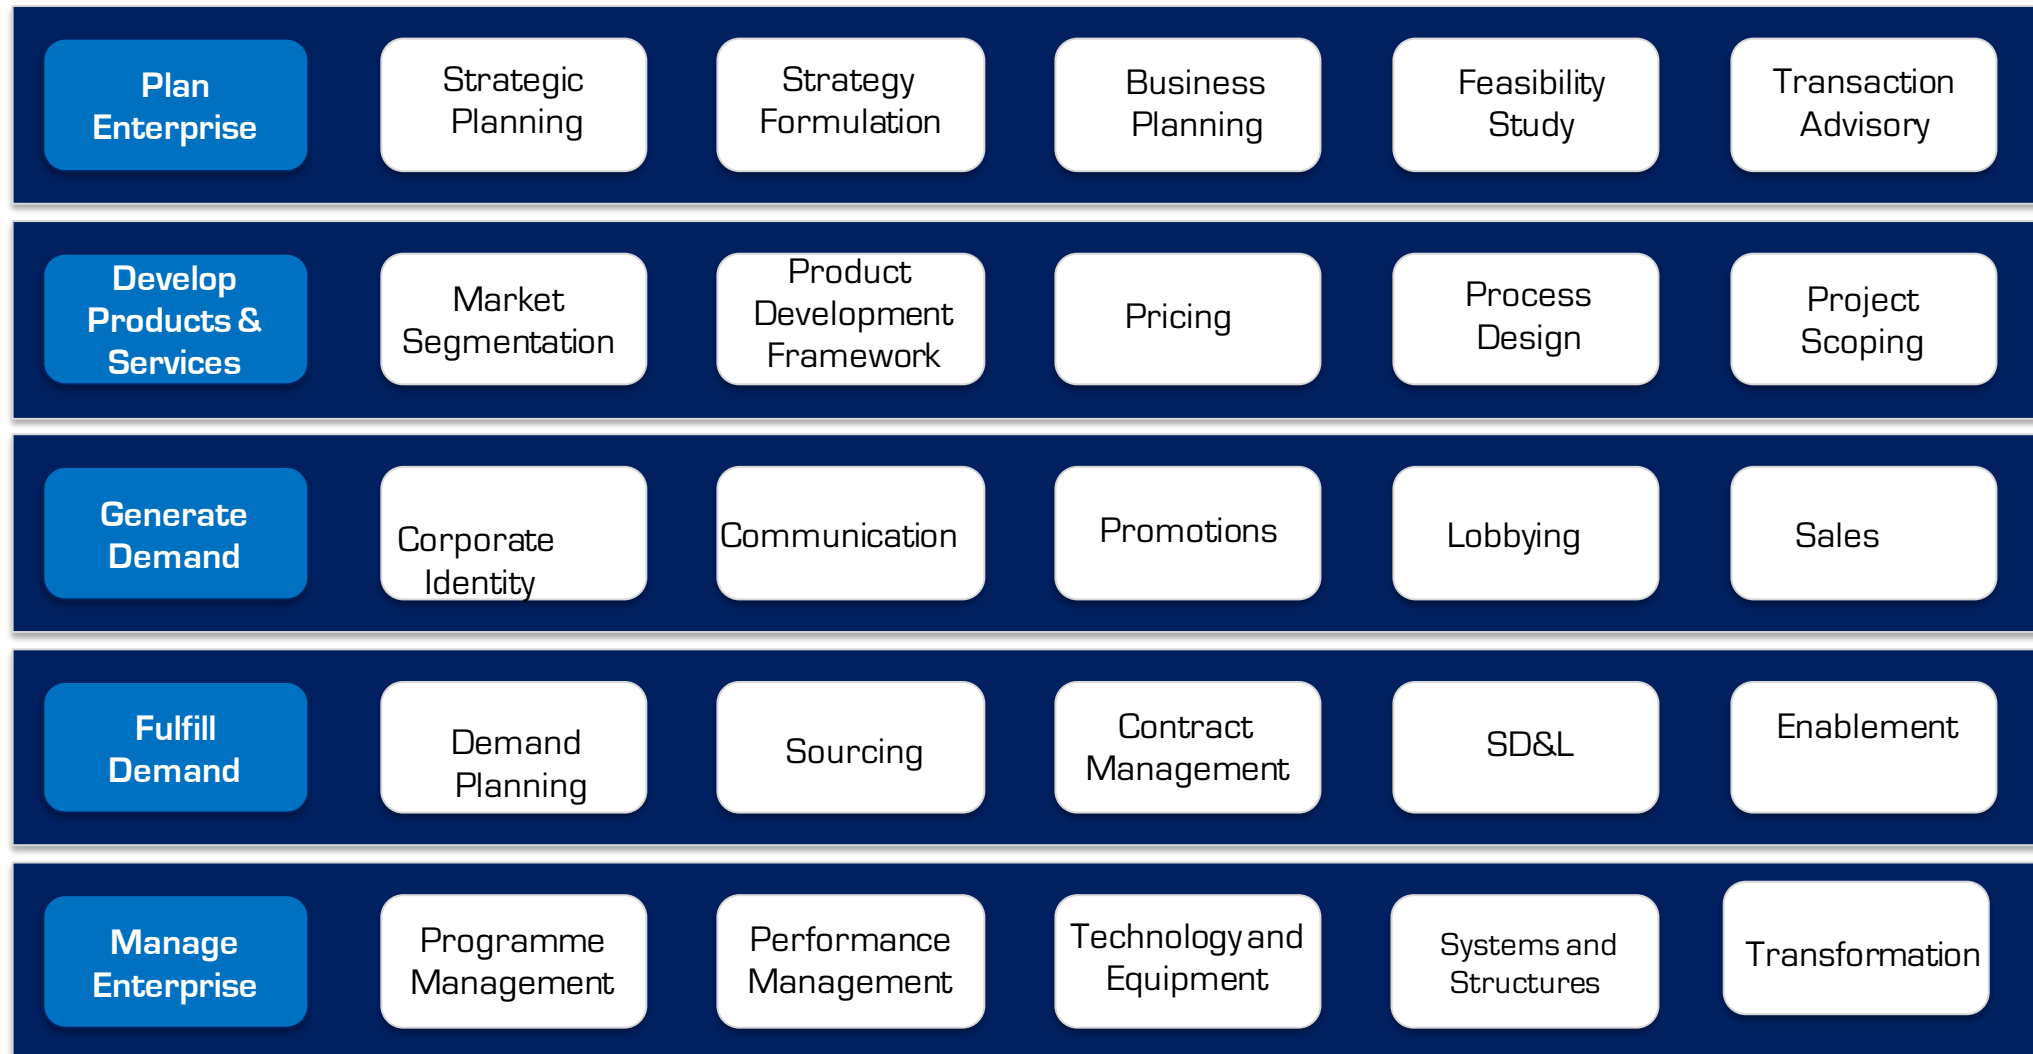 Plan
Enterprise
Strategic
Planning
Strategy
Formulation
Business
Planning
Feasibility
Study
Transaction
Advisory
Develop
Products &
Services
Market
Segmentation
Product
Development
Framework
Pricing
Process
Design
Project
Scoping
Generate
Demand
Corporate
Identity
Communication
Promotions
Lobbying
Sales
Fulfill
Demand
Demand
Planning
Sourcing
Contract
Management
SD&L
Enablement
Manage
Enterprise
Programme
Management
Performance
Management
Technology and
Equipment
Systems and
Structures
Transformation